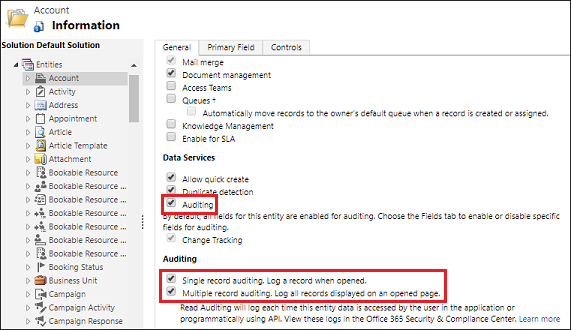 Account
Information
Solution Default Solution
Entities
Account
Activity
Address
Appointment
Article
Article Template
Attachment
Bookable Resource
Bookable Resource ...
Bookable Resource ...
Bookable Resource ...
Bookable Resource ...
Bookable Resource ...
Booking Status
Business Unit
Campaign
Campaign Activity
Campaign Response
General
Primary Field
Controls
Mail merge
Document management
Access Teams
Queues †
Automatically move records to the owner's default queue when a record is created or assigned.
Knowledge Management
Enable for SLA
Data Services
Allow quick create
Duplicate detection
Auditing
By default, all fields for this entity are enabled for auditing. Choose the Fields tab to enable or disable specific
fields for auditing.
Change Tracking
Auditing
Single record auditing. Log a record when opened.
Multiple record auditing. Log all records displayed on an opened page.
Read Auditing will log each time this entity data is accessed by the user in the application or
programmatically using API. View these logs in the Office 365 Security & Compliance Center. Learn more